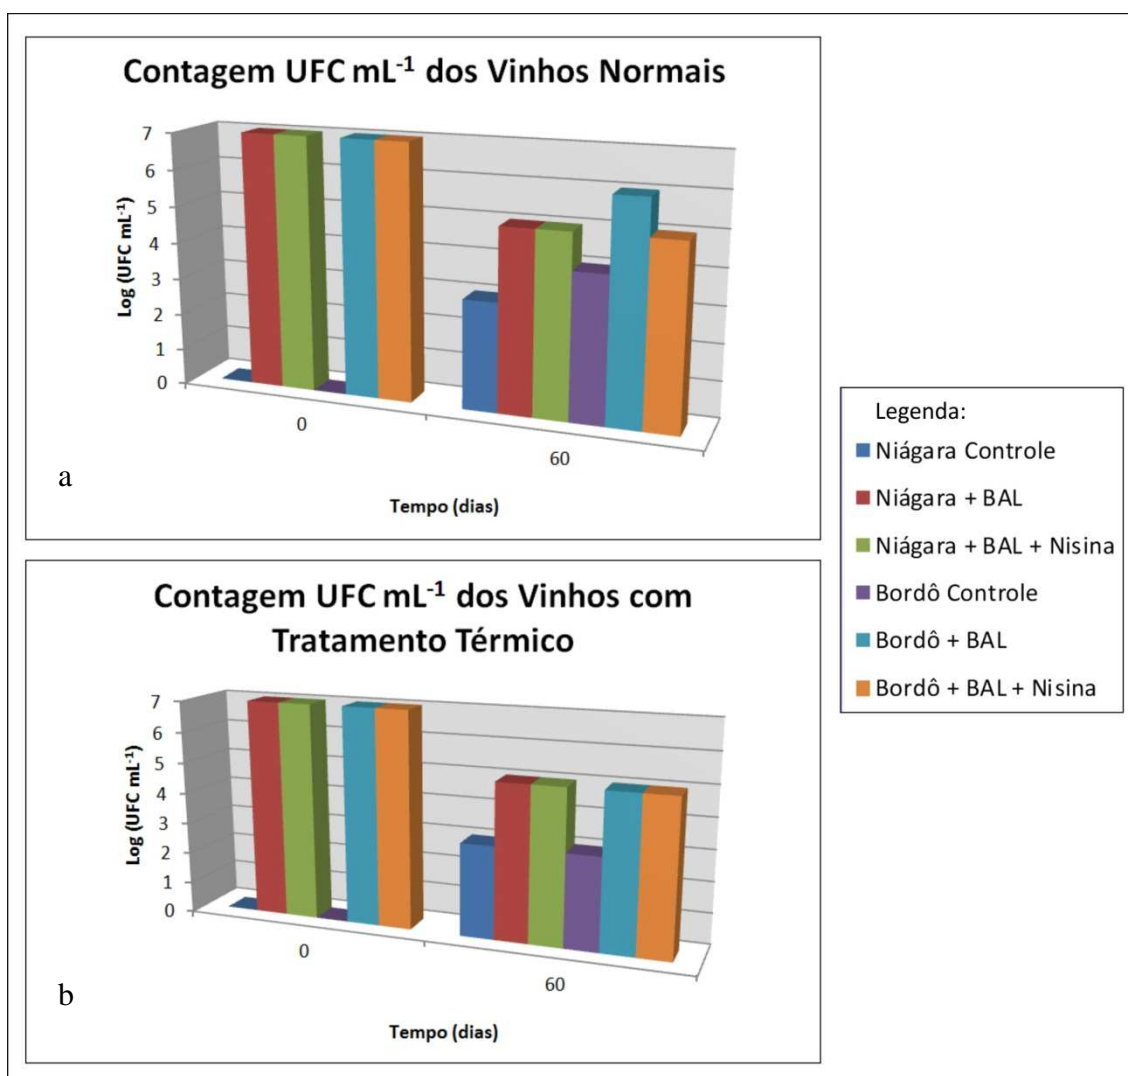 Contagem UFC mL⁻¹ dos Vinhos Normais
7
6
5
4
3
2
1
0
Log (UFC mL⁻¹)
0
60
Tempo (dias)
a
Contagem UFC mL⁻¹ dos Vinhos com
Tratamento Térmico
7
6
5
4
3
2
1
0
Log (UFC mL⁻¹)
0
60
Tempo (dias)
b
Legenda:
Niágara Controle
Niágara + BAL
Niágara + BAL + Nisina
Bordô Controle
Bordô + BAL
Bordô + BAL + Nisina